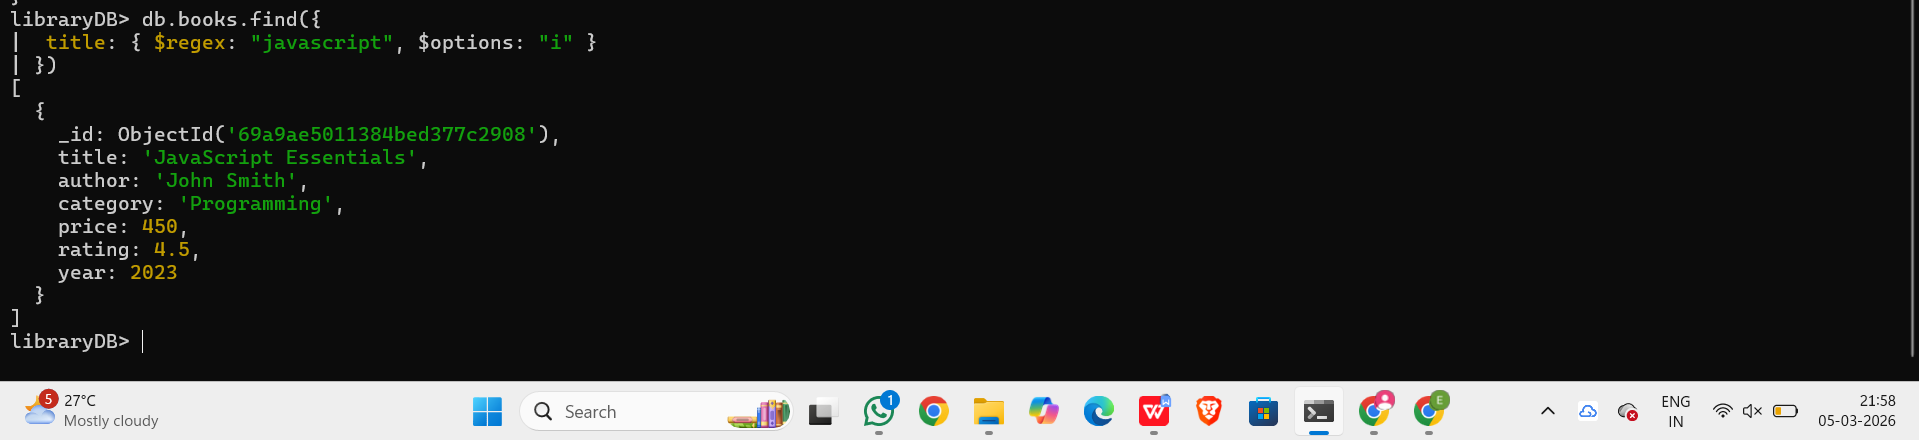 libraryDB> db.books.find({
|  title: { $regex: "javascript", $options: "i" }
| })
[
  {
    _id: ObjectId('69a9ae5011384bed377c2908'),
    title: 'JavaScript Essentials',
    author: 'John Smith',
    category: 'Programming',
    price: 450,
    rating: 4.5,
    year: 2023
  }
]
libraryDB>
5
27°C
Mostly cloudy
Search
1
W
E
ENG
IN
21:58
05-03-2026